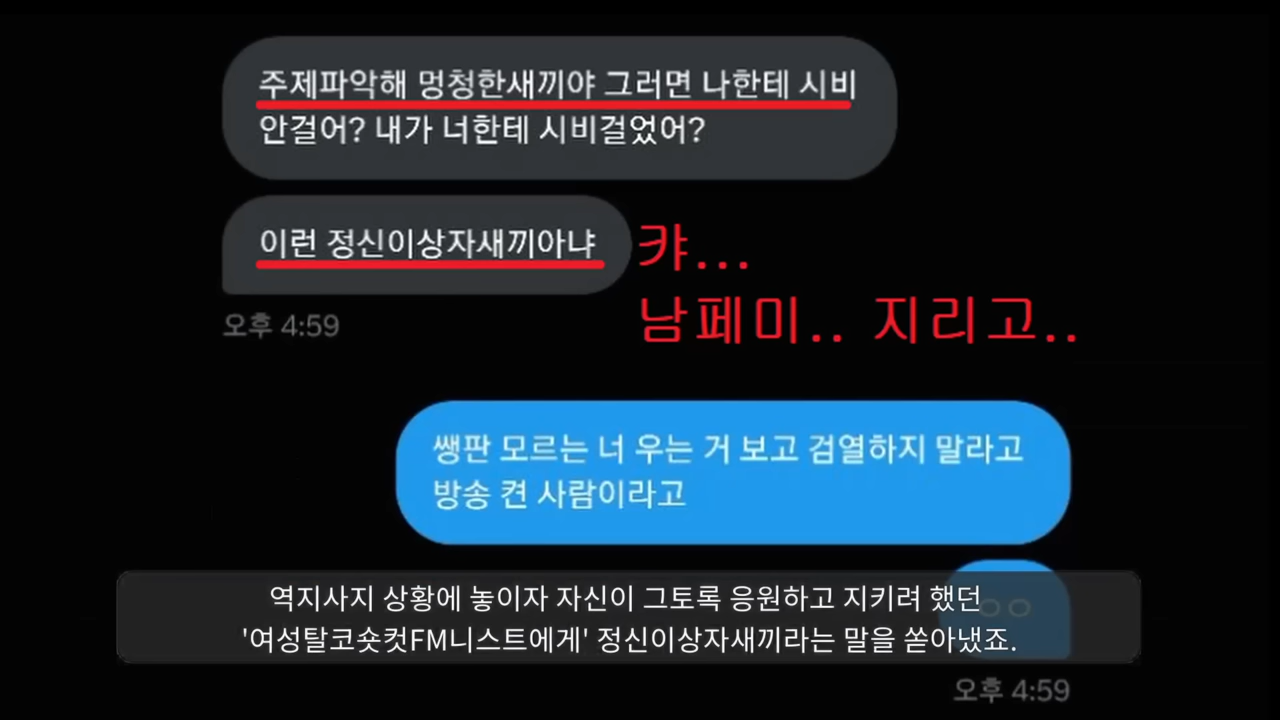 주제파악해 멍청한새끼야 그러면 나한테 시비
안걸어? 내가 너한테 시비걸었어?
이런 정신이상자새끼아냐
캬...
남페미.. 지리고..
오후 4:59
쌩판 모르는 너 우는 거 보고 검열하지 말라고
방송 켠 사람이라고
ㅇㅇ
역지사지 상황에 놓이자 자신이 그토록 응원하고 지키려 했던
'여성탈코숏컷FM니스트에게' 정신이상자새끼라는 말을 쏟아냈죠.
오후 4:59